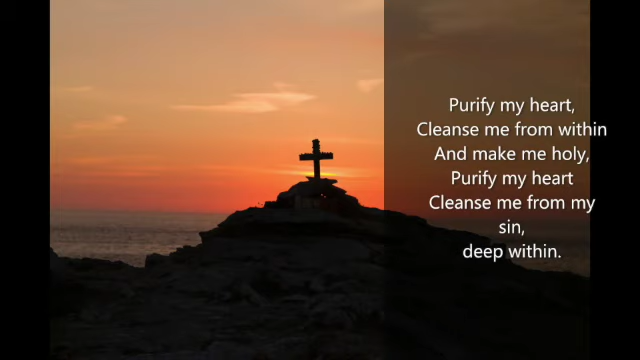 Purify my heart,
Cleanse me from within
And make me holy,
Purify my heart
Cleanse me from my
sin,
deep within.